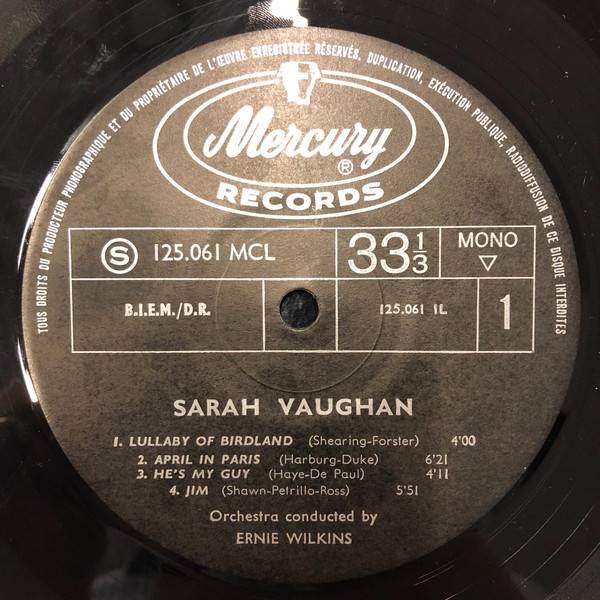 TOUS DROITS DU PRODUCTEUR PHONOGRAPHIQUE ET DU PROPRIÉTAIRE DE L'ŒUVRE ENREGISTRÉE RÉSERVÉS. DUPLICATION, EXÉCUTION PUBLIQUE, RADIODIFFUSION DE CE DISQUE INTERDITES
Mercury ®
RECORDS
S 125.061 MCL 33 1/3 MONO ▽
B.I.E.M./D.R. 125.061 1L 1
SARAH VAUGHAN
1. LULLABY OF BIRDLAND (Shearing-Forster) 4'00
2. APRIL IN PARIS (Harburg-Duke) 6'21
3. HE'S MY GUY (Haye-De Paul) 4'11
4. JIM (Shawn-Petrillo-Ross) 5'51
Orchestra conducted by
ERNIE WILKINS